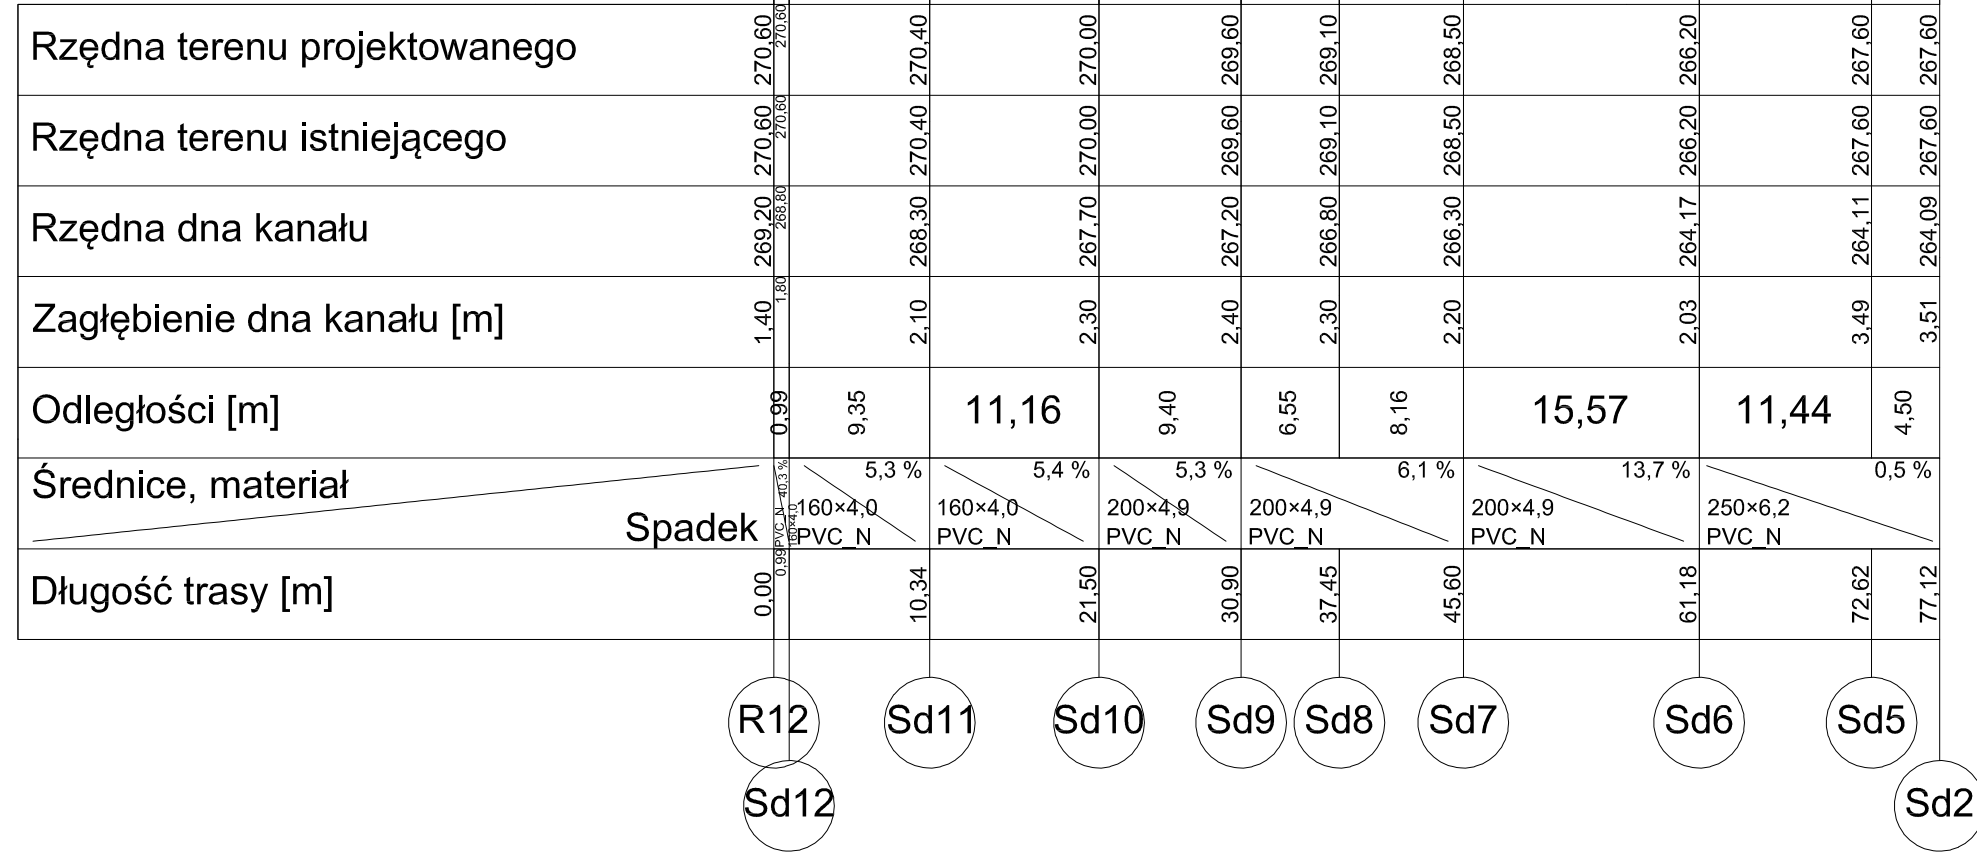 Rzędna terenu projektowanego 270,60 270,60 270,40 270,00 269,60 269,10 268,50 266,20 267,60 267,60
Rzędna terenu istniejącego 270,60 270,60 270,40 270,00 269,60 269,10 268,50 266,20 267,60 267,60
Rzędna dna kanału 269,20 268,80 268,30 267,70 267,20 266,80 266,30 264,17 264,11 264,09
Zagłębienie dna kanału [m] 1,40 1,80 2,10 2,30 2,40 2,30 2,20 2,03 3,49 3,51
Odległości [m] 0,99 9,35 11,16 9,40 6,55 8,16 15,57 11,44 4,50
Średnice, materiał 40,3 % 5,3 % 5,4 % 5,3 % 6,1 % 13,7 % 0,5 %
160×4,0 160×4,0 160×4,0 200×4,9 200×4,9 200×4,9 250×6,2
Spadek PVC_N PVC_N PVC_N PVC_N PVC_N PVC_N PVC_N
Długość trasy [m] 0,00 0,99 10,34 21,50 30,90 37,45 45,60 61,18 72,62 77,12
R12 Sd11 Sd10 Sd9 Sd8 Sd7 Sd6 Sd5
Sd12 Sd2